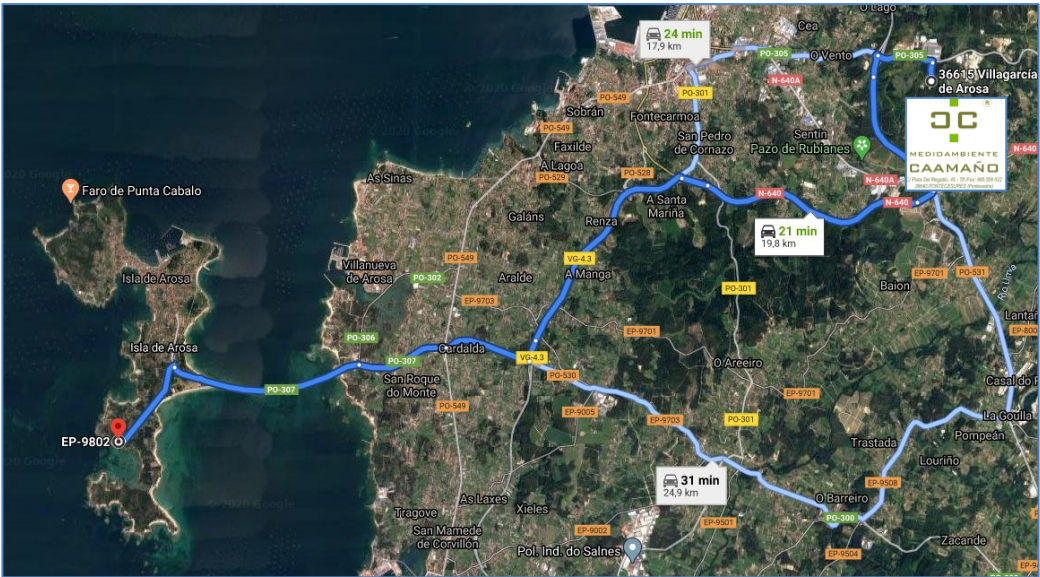 24 min
17,9 km
Cea
O Lago
PO-305
O Vento
PO-305
36615 Villagarcía
de Arosa
N-640A
PO-301
PO-549
Sobrán
Fontecarmoa
PO-549
Faxilde
San Pedro
de Cornazo
Sentín
Pazo de Rubianes
MEDIOAMBIENTE
CAAMAÑO
N-640
A Lagoa
PO-529
PO-528
N-640A
As Sinas
N-640
N-640
Faro de Punta Cabalo
A Santa
Mariña
Galáns
Renza
21 min
19,8 km
VG-4.3
PO-549
Villanueva
de Arosa
PO-302
Aralde
A Manga
Isla de Arosa
EP-9701
PO-531
Río Umia
Baion
PO-301
EP-9703
EP-9701
PO-306
Isla de Arosa
Cardalda
VG-4.3
PO-307
PO-530
O Areeiro
San Roque
do Monte
PO-307
EP-9701
PO-549
EP-9005
EP-9703
PO-301
La Goulla
Pompeán
EP-9802
Trastada
Louriño
31 min
24,9 km
EP-9508
As Laxes
Xieles
O Barreiro
PO-300
Tragove
San Mamede
de Corvillón
EP-9002
EP-9501
Zacande
Pol. Ind. do Salnes
EP-9504